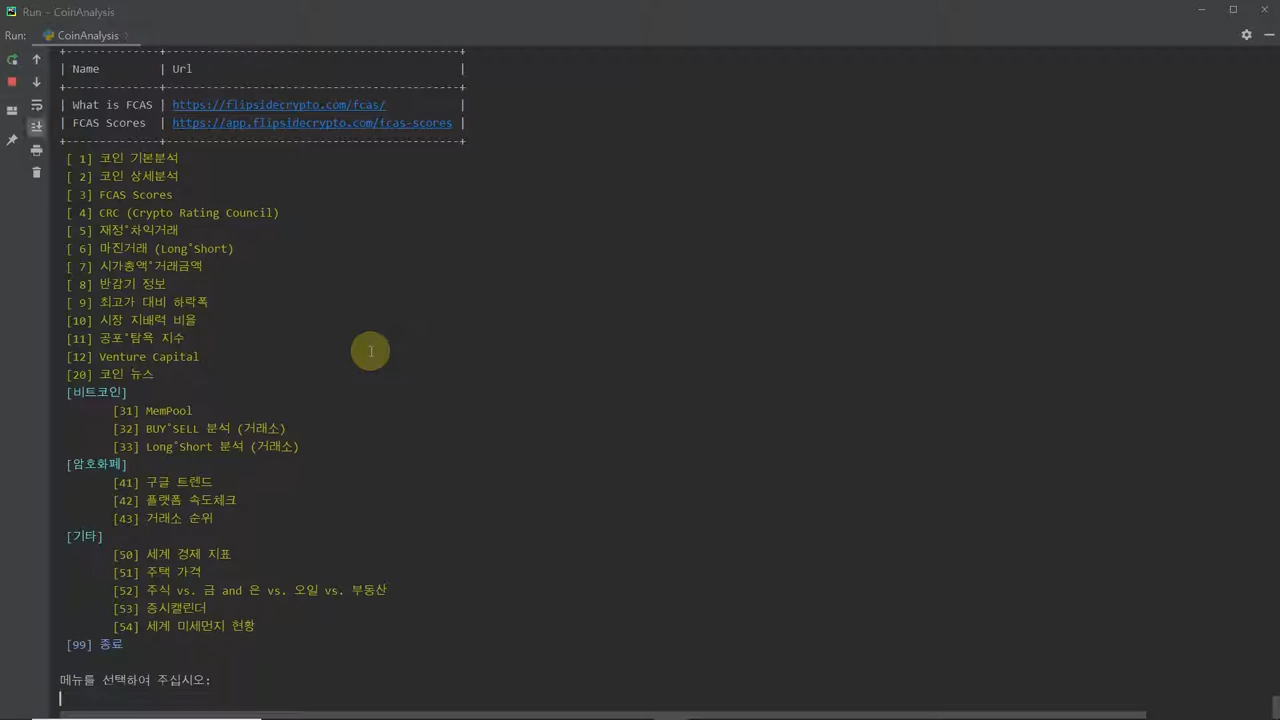 Run - CoinAnalysis
Run: CoinAnalysis
+--------------+-------------------------------------------+
| Name | Url |
+--------------+-------------------------------------------+
| What is FCAS | https://flipsidecrypto.com/fcas/ |
| FCAS Scores | https://app.flipsidecrypto.com/fcas-scores |
+--------------+-------------------------------------------+
[ 1] 코인 기본분석
[ 2] 코인 상세분석
[ 3] FCAS Scores
[ 4] CRC (Crypto Rating Council)
[ 5] 재정°차익거래
[ 6] 마진거래 (Long°Short)
[ 7] 시가총액°거래금액
[ 8] 반감기 정보
[ 9] 최고가 대비 하락폭
[10] 시장 지배력 비율
[11] 공포°탐욕 지수
[12] Venture Capital
[20] 코인 뉴스
[비트코인]
[31] MemPool
[32] BUY°SELL 분석 (거래소)
[33] Long°Short 분석 (거래소)
[암호화폐]
[41] 구글 트렌드
[42] 플랫폼 속도체크
[43] 거래소 순위
[기타]
[50] 세계 경제 지표
[51] 주택 가격
[52] 주식 vs. 금 and 은 vs. 오일 vs. 부동산
[53] 증시캘린더
[54] 세계 미세먼지 현황
[99] 종료
메뉴를 선택하여 주십시오: